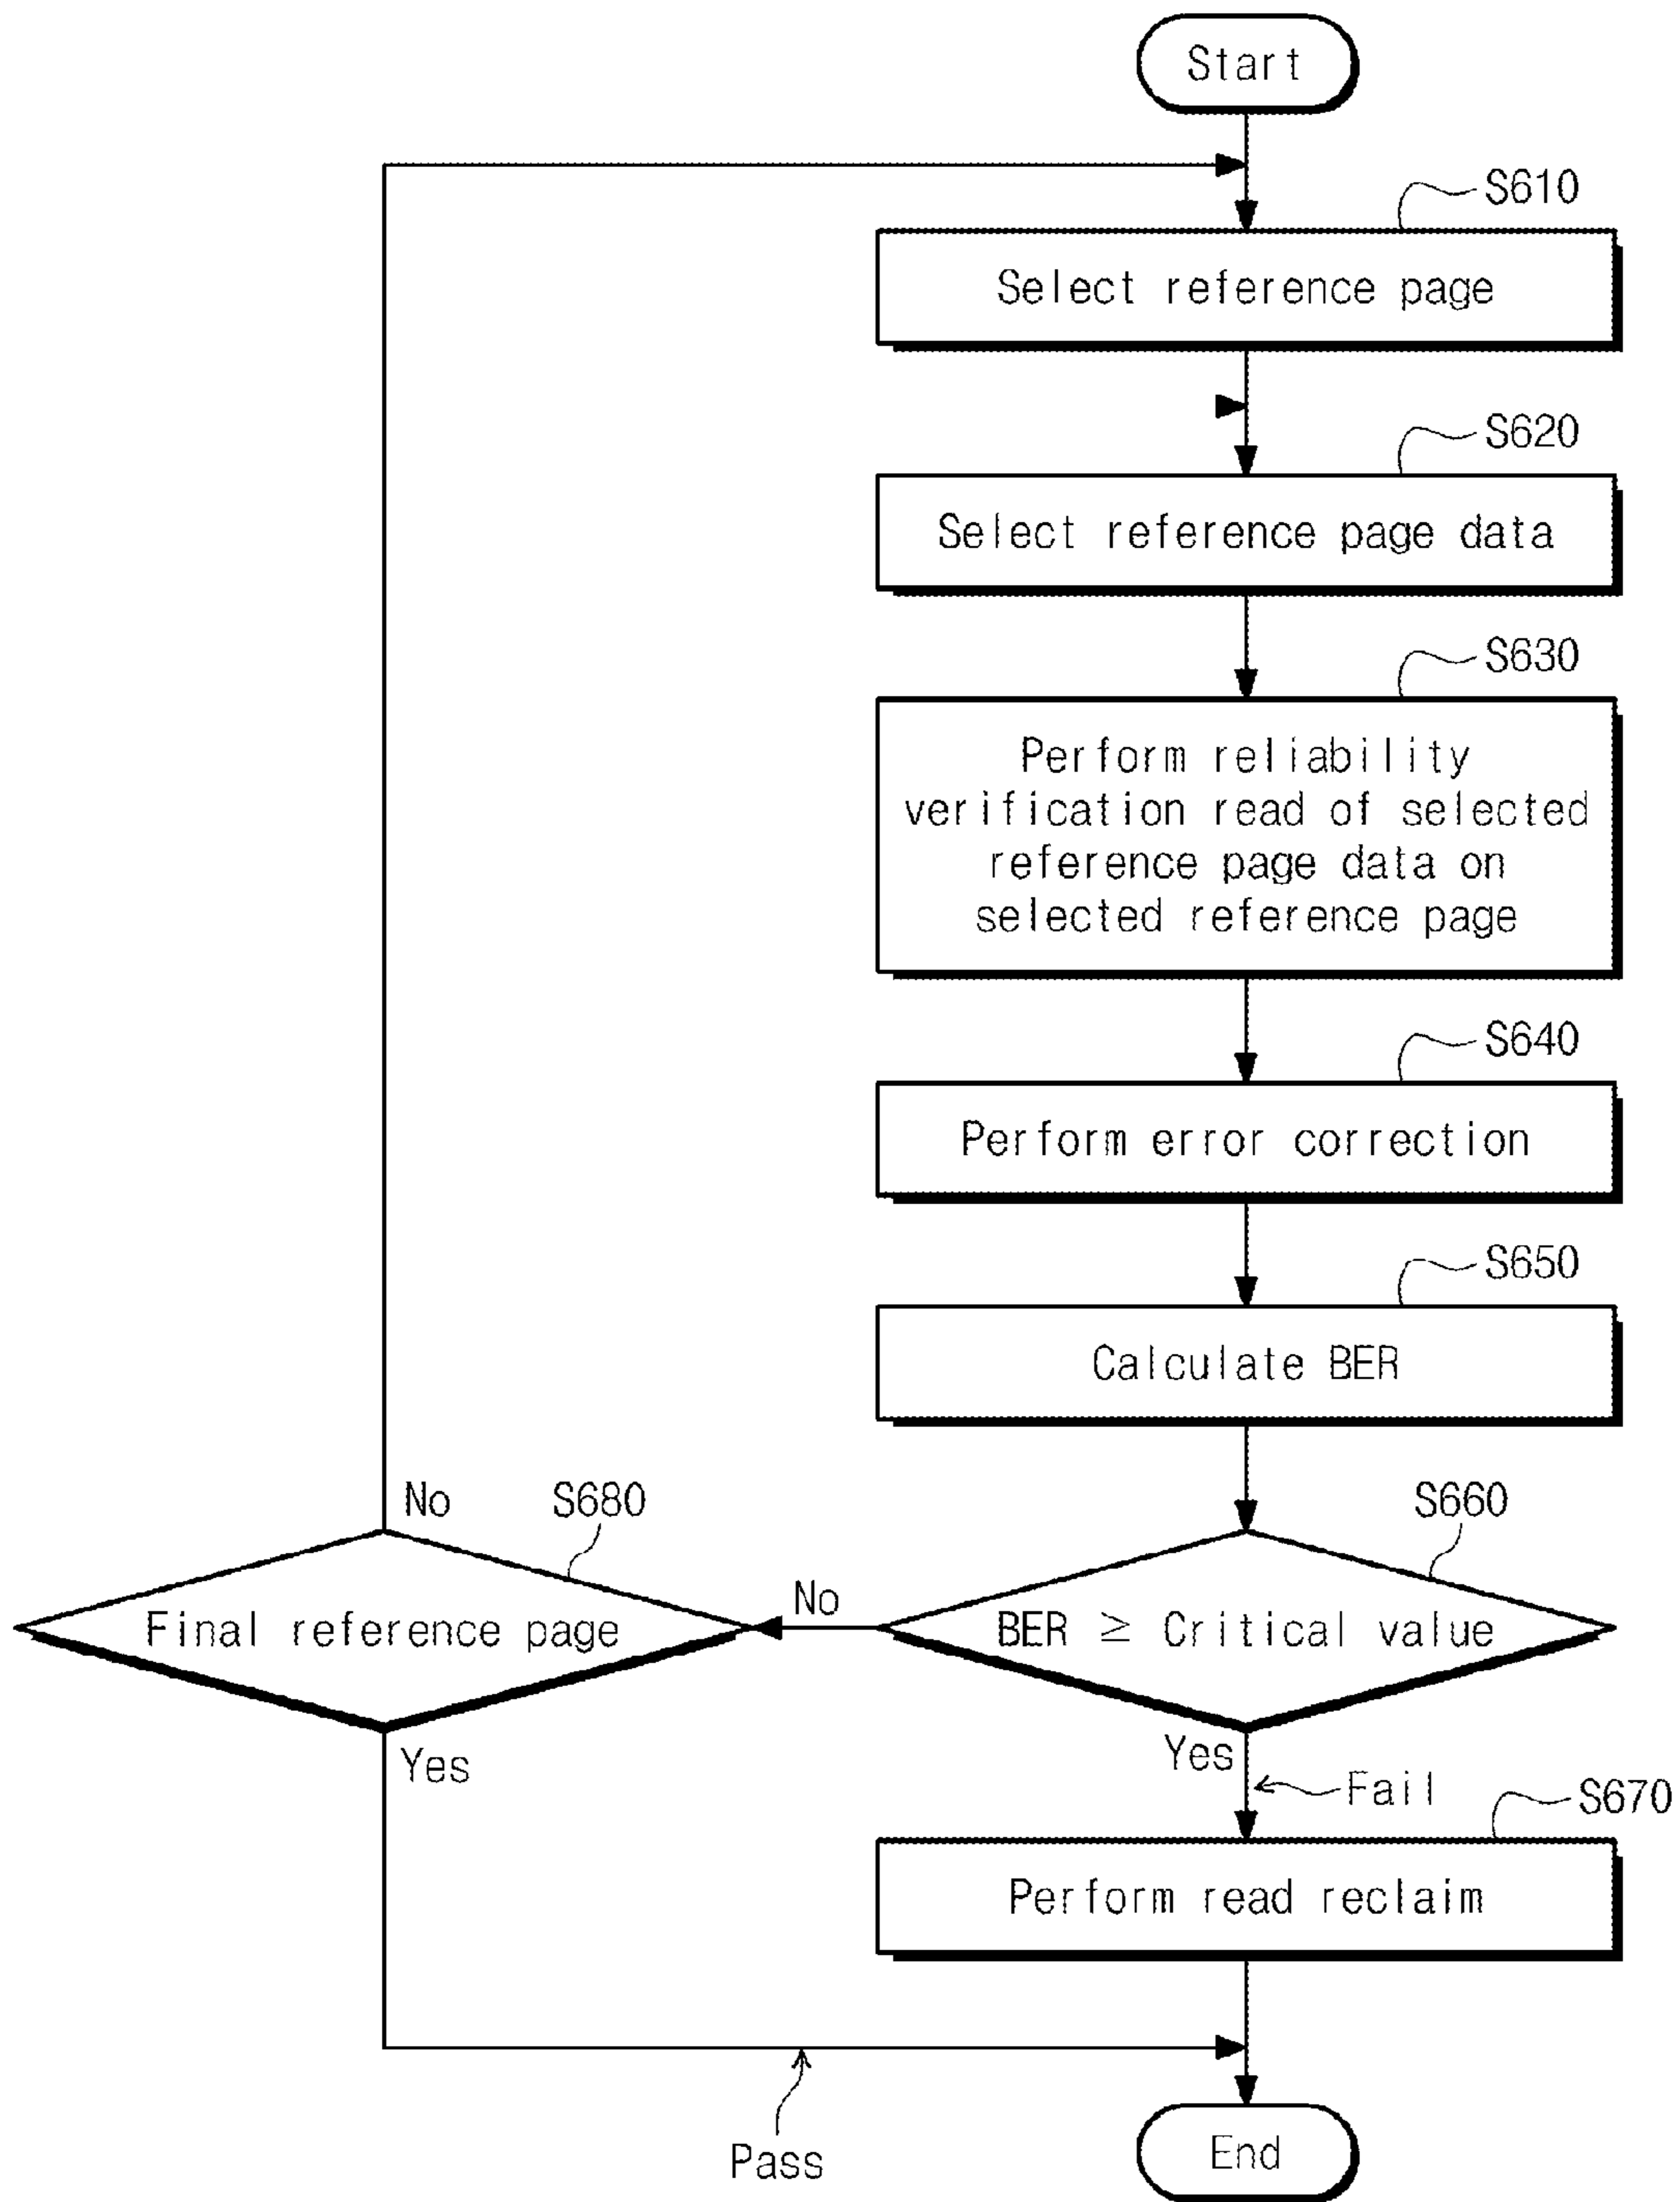 Start
S610
Select reference page
S620
Select reference page data
S630
Perform reliability
verification read of selected
reference page data on
selected reference page
S640
Perform error correction
S650
Calculate BER
No
S680
S660
Final reference page
No
BER ≥ Critical value
Yes
Yes
Fail
S670
Perform read reclaim
Pass
End